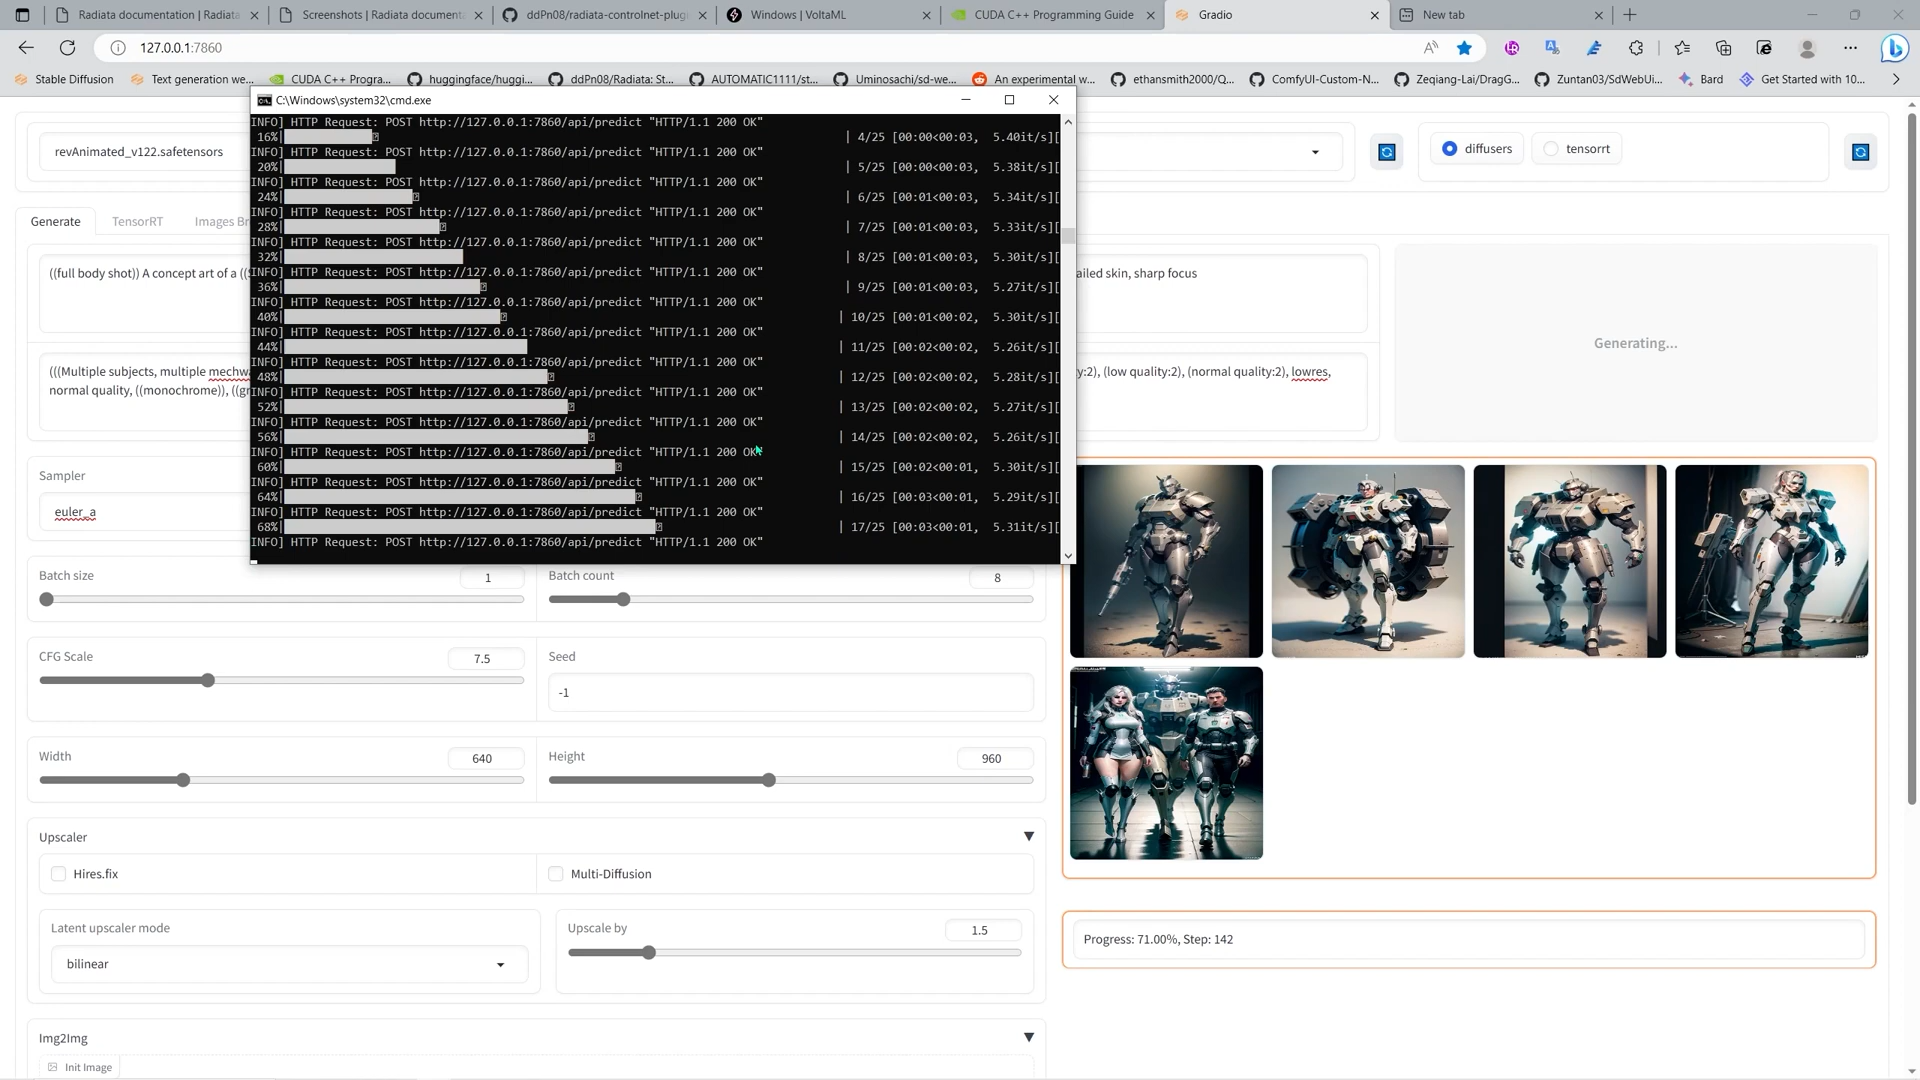 Radiata documentation | Radiata
Screenshots | Radiata documenta
ddPn08/radiata-controlnet-plug
Windows | VoltaML
CUDA C++ Programming Guide
Gradio
New tab
127.0.0.1:7860
Stable Diffusion
Text generation we...
CUDA C++ Progra...
huggingface/huggi...
ddPn08/Radiata: St...
AUTOMATIC1111/st...
Uminosachi/sd-we...
An experimental w...
ethansmith2000/Q...
ComfyUI-Custom-N...
Zeqiang-Lai/DragG...
Zuntan03/SdWebUi...
Bard
Get Started with 10...
C:\Windows\system32\cmd.exe
INFO] HTTP Request: POST http://127.0.0.1:7860/api/predict "HTTP/1.1 200 OK"
16%| | 4/25 [00:00<00:03, 5.40it/s][
INFO] HTTP Request: POST http://127.0.0.1:7860/api/predict "HTTP/1.1 200 OK"
20%| | 5/25 [00:00<00:03, 5.38it/s][
INFO] HTTP Request: POST http://127.0.0.1:7860/api/predict "HTTP/1.1 200 OK"
24%| | 6/25 [00:01<00:03, 5.34it/s][
INFO] HTTP Request: POST http://127.0.0.1:7860/api/predict "HTTP/1.1 200 OK"
28%| | 7/25 [00:01<00:03, 5.33it/s][
INFO] HTTP Request: POST http://127.0.0.1:7860/api/predict "HTTP/1.1 200 OK"
32%| | 8/25 [00:01<00:03, 5.30it/s][
INFO] HTTP Request: POST http://127.0.0.1:7860/api/predict "HTTP/1.1 200 OK"
36%| | 9/25 [00:01<00:03, 5.27it/s][
INFO] HTTP Request: POST http://127.0.0.1:7860/api/predict "HTTP/1.1 200 OK"
40%| | 10/25 [00:01<00:02, 5.30it/s][
INFO] HTTP Request: POST http://127.0.0.1:7860/api/predict "HTTP/1.1 200 OK"
44%| | 11/25 [00:02<00:02, 5.26it/s][
INFO] HTTP Request: POST http://127.0.0.1:7860/api/predict "HTTP/1.1 200 OK"
48%| | 12/25 [00:02<00:02, 5.28it/s][
INFO] HTTP Request: POST http://127.0.0.1:7860/api/predict "HTTP/1.1 200 OK"
52%| | 13/25 [00:02<00:02, 5.27it/s][
INFO] HTTP Request: POST http://127.0.0.1:7860/api/predict "HTTP/1.1 200 OK"
56%| | 14/25 [00:02<00:02, 5.26it/s][
INFO] HTTP Request: POST http://127.0.0.1:7860/api/predict "HTTP/1.1 200 OK"
60%| | 15/25 [00:02<00:01, 5.30it/s][
INFO] HTTP Request: POST http://127.0.0.1:7860/api/predict "HTTP/1.1 200 OK"
64%| | 16/25 [00:03<00:01, 5.29it/s][
INFO] HTTP Request: POST http://127.0.0.1:7860/api/predict "HTTP/1.1 200 OK"
68%| | 17/25 [00:03<00:01, 5.31it/s][
INFO] HTTP Request: POST http://127.0.0.1:7860/api/predict "HTTP/1.1 200 OK"
revAnimated_v122.safetensors
diffusers
tensorrt
Generate
TensorRT
Images Br
((full body shot)) A concept art of a ((
ailed skin, sharp focus
(((Multiple subjects, multiple mechwa
y:2), (low quality:2), (normal quality:2), lowres,
normal quality, ((monochrome)), ((gr
Generating...
Sampler
euler_a
Batch size
1
Batch count
8
CFG Scale
7.5
Seed
-1
Width
640
Height
960
Upscaler
Hires.fix
Multi-Diffusion
Latent upscaler mode
bilinear
Upscale by
1.5
Progress: 71.00%, Step: 142
Img2Img
Init Image